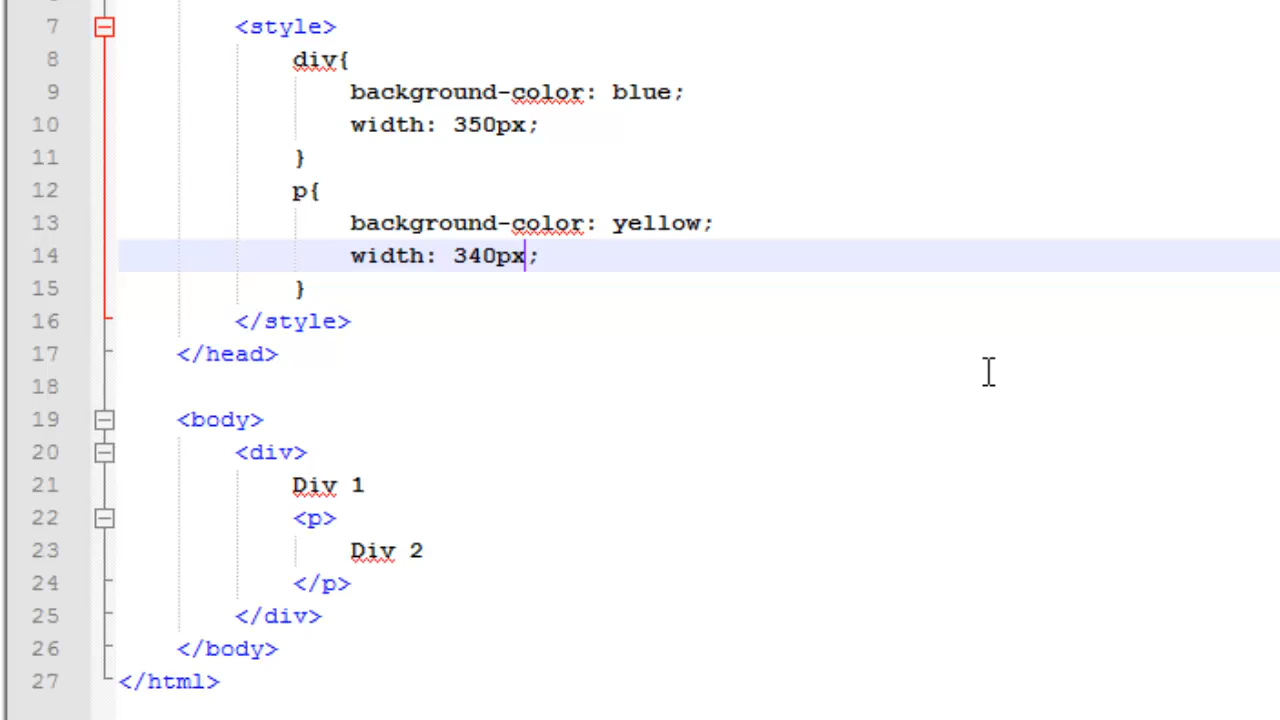 7 <style>
8 div{
9 background-color: blue;
10 width: 350px;
11 }
12 p{
13 background-color: yellow;
14 width: 340px;
15 }
16 </style>
17 </head>
18
19 <body>
20 <div>
21 Div 1
22 <p>
23 Div 2
24 </p>
25 </div>
26 </body>
27 </html>